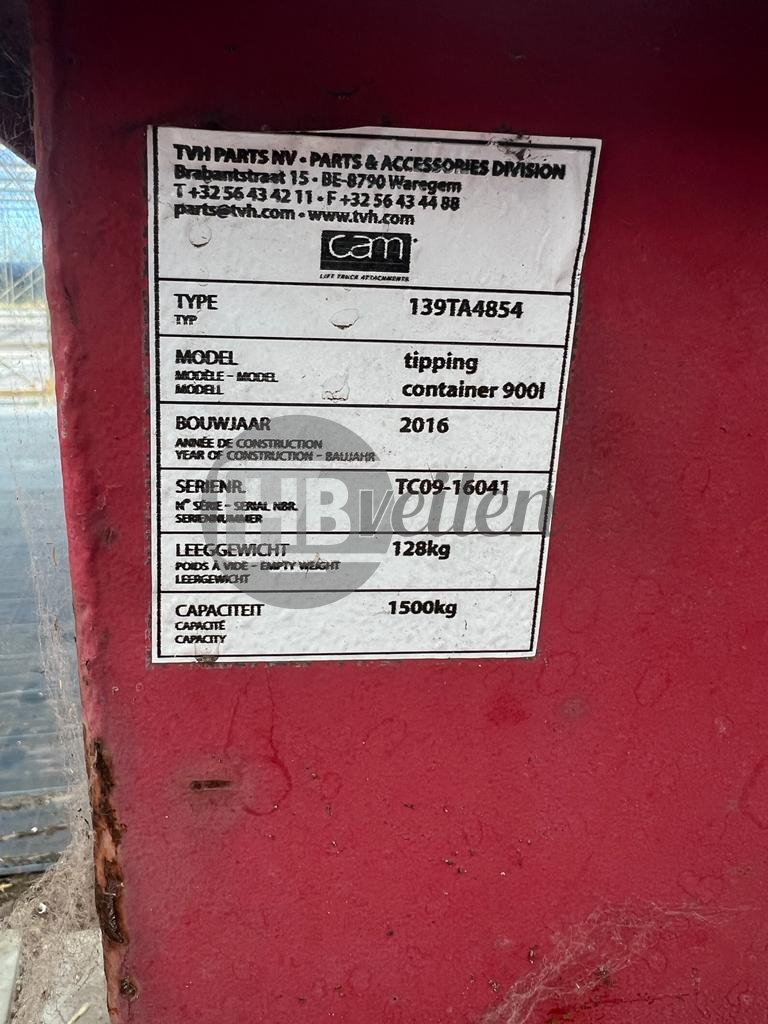 TVH PARTS NV • PARTS & ACCESSORIES DIVISION
Brabantstraat 15 • BE-8790 Waregem
T +32 56 43 42 11 • F +32 56 43 44 88
parts@tvh.com • www.tvh.com
cam
LIFT TRUCK ATTACHMENTS
TYPE 139TA4854
TYP
MODEL tipping
MODÈLE – MODEL
MODELL container 900l
BOUWJAAR 2016
ANNÉE DE CONSTRUCTION
YEAR OF CONSTRUCTION – BAUJAHR
SERIENR. TC09-16041
N° SÉRIE – SERIAL NBR.
SERIENNUMMER
HBveilen
LEEGGEWICHT 128kg
POIDS À VIDE – EMPTY WEIGHT
LEERGEWICHT
CAPACITEIT 1500kg
CAPACITÉ
CAPACITY